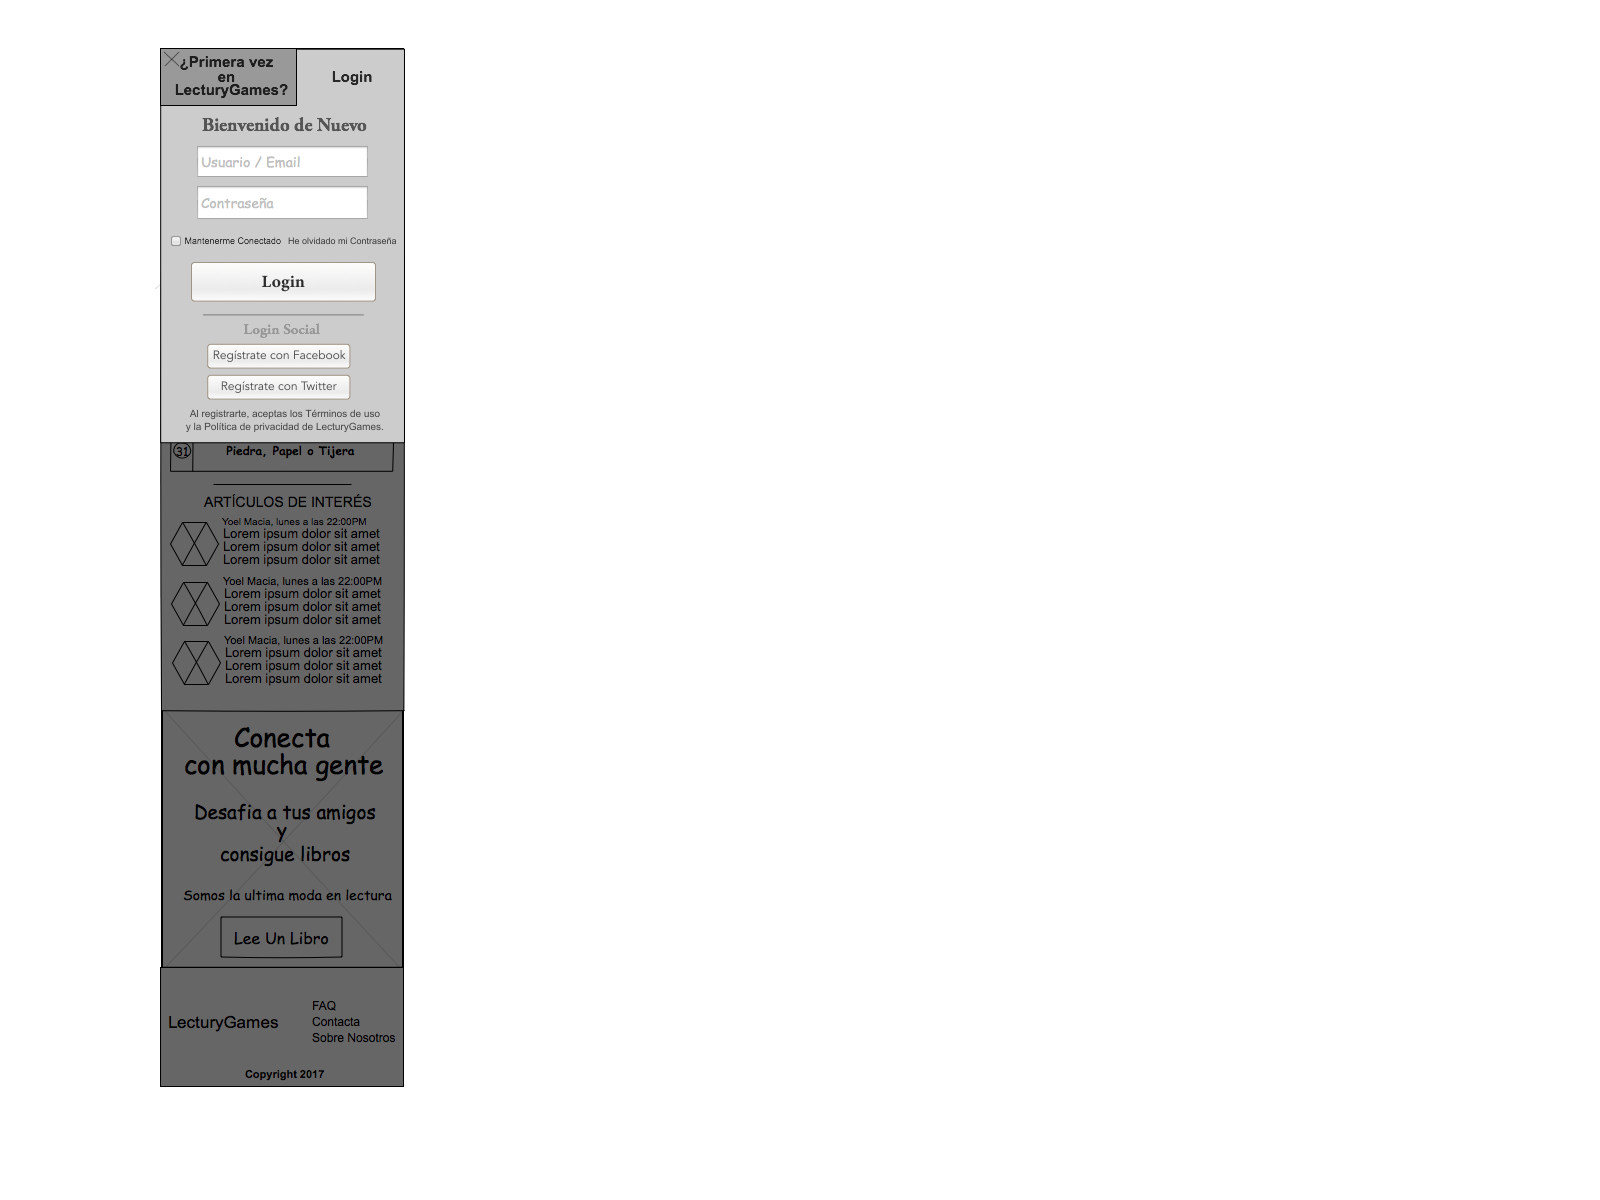 ¿Primera vez
en
LecturyGames?
Login
Bienvenido de Nuevo
Usuario / Email
Contraseña
Mantenerme Conectado He olvidado mi Contraseña
Login
Login Social
Regístrate con Facebook
Regístrate con Twitter
Al registrarte, aceptas los Términos de uso
y la Política de privacidad de LecturyGames.
31 Piedra, Papel o Tijera
ARTÍCULOS DE INTERÉS
Yoel Macia, lunes a las 22:00PM
Lorem ipsum dolor sit amet
Lorem ipsum dolor sit amet
Lorem ipsum dolor sit amet
Yoel Macia, lunes a las 22:00PM
Lorem ipsum dolor sit amet
Lorem ipsum dolor sit amet
Lorem ipsum dolor sit amet
Yoel Macia, lunes a las 22:00PM
Lorem ipsum dolor sit amet
Lorem ipsum dolor sit amet
Lorem ipsum dolor sit amet
Conecta
con mucha gente
Desafia a tus amigos
y
consigue libros
Somos la ultima moda en lectura
Lee Un Libro
LecturyGames
FAQ
Contacta
Sobre Nosotros
Copyright 2017